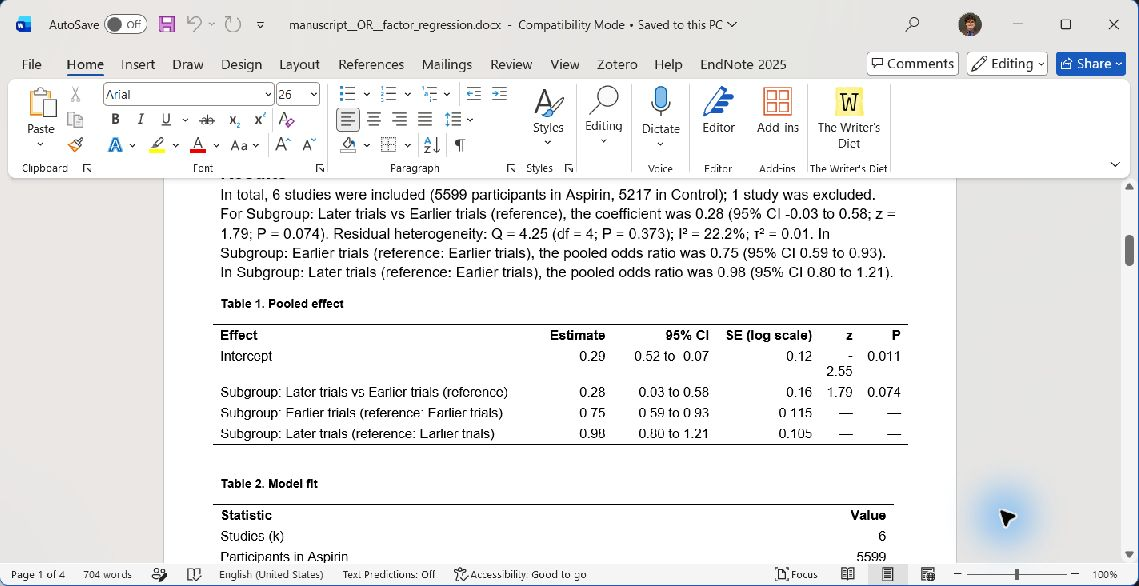 AutoSave Off manuscript__OR__factor_regression.docx - Compatibility Mode • Saved to this PC
File Home Insert Draw Design Layout References Mailings Review View Zotero Help EndNote 2025 Comments Editing Share
Arial 26
Paste Styles Editing Dictate Editor Add-ins The Writer's Diet
Clipboard Font Paragraph Styles Voice Editor Add-ins The Writer's Diet
In total, 6 studies were included (5599 participants in Aspirin, 5217 in Control); 1 study was excluded.
For Subgroup: Later trials vs Earlier trials (reference), the coefficient was 0.28 (95% CI -0.03 to 0.58; z =
1.79; P = 0.074). Residual heterogeneity: Q = 4.25 (df = 4; P = 0.373); I² = 22.2%; τ² = 0.01. In
Subgroup: Earlier trials (reference: Earlier trials), the pooled odds ratio was 0.75 (95% CI 0.59 to 0.93).
In Subgroup: Later trials (reference: Earlier trials), the pooled odds ratio was 0.98 (95% CI 0.80 to 1.21).
Table 1. Pooled effect
Effect Estimate 95% CI SE (log scale) z P
Intercept 0.29 0.52 to 0.07 0.12 -2.55 0.011
Subgroup: Later trials vs Earlier trials (reference) 0.28 0.03 to 0.58 0.16 1.79 0.074
Subgroup: Earlier trials (reference: Earlier trials) 0.75 0.59 to 0.93 0.115 — —
Subgroup: Later trials (reference: Earlier trials) 0.98 0.80 to 1.21 0.105 — —
Table 2. Model fit
Statistic Value
Studies (k) 6
Participants in Aspirin 5599
Page 1 of 4 704 words English (United States) Text Predictions: Off Accessibility: Good to go Focus 100%